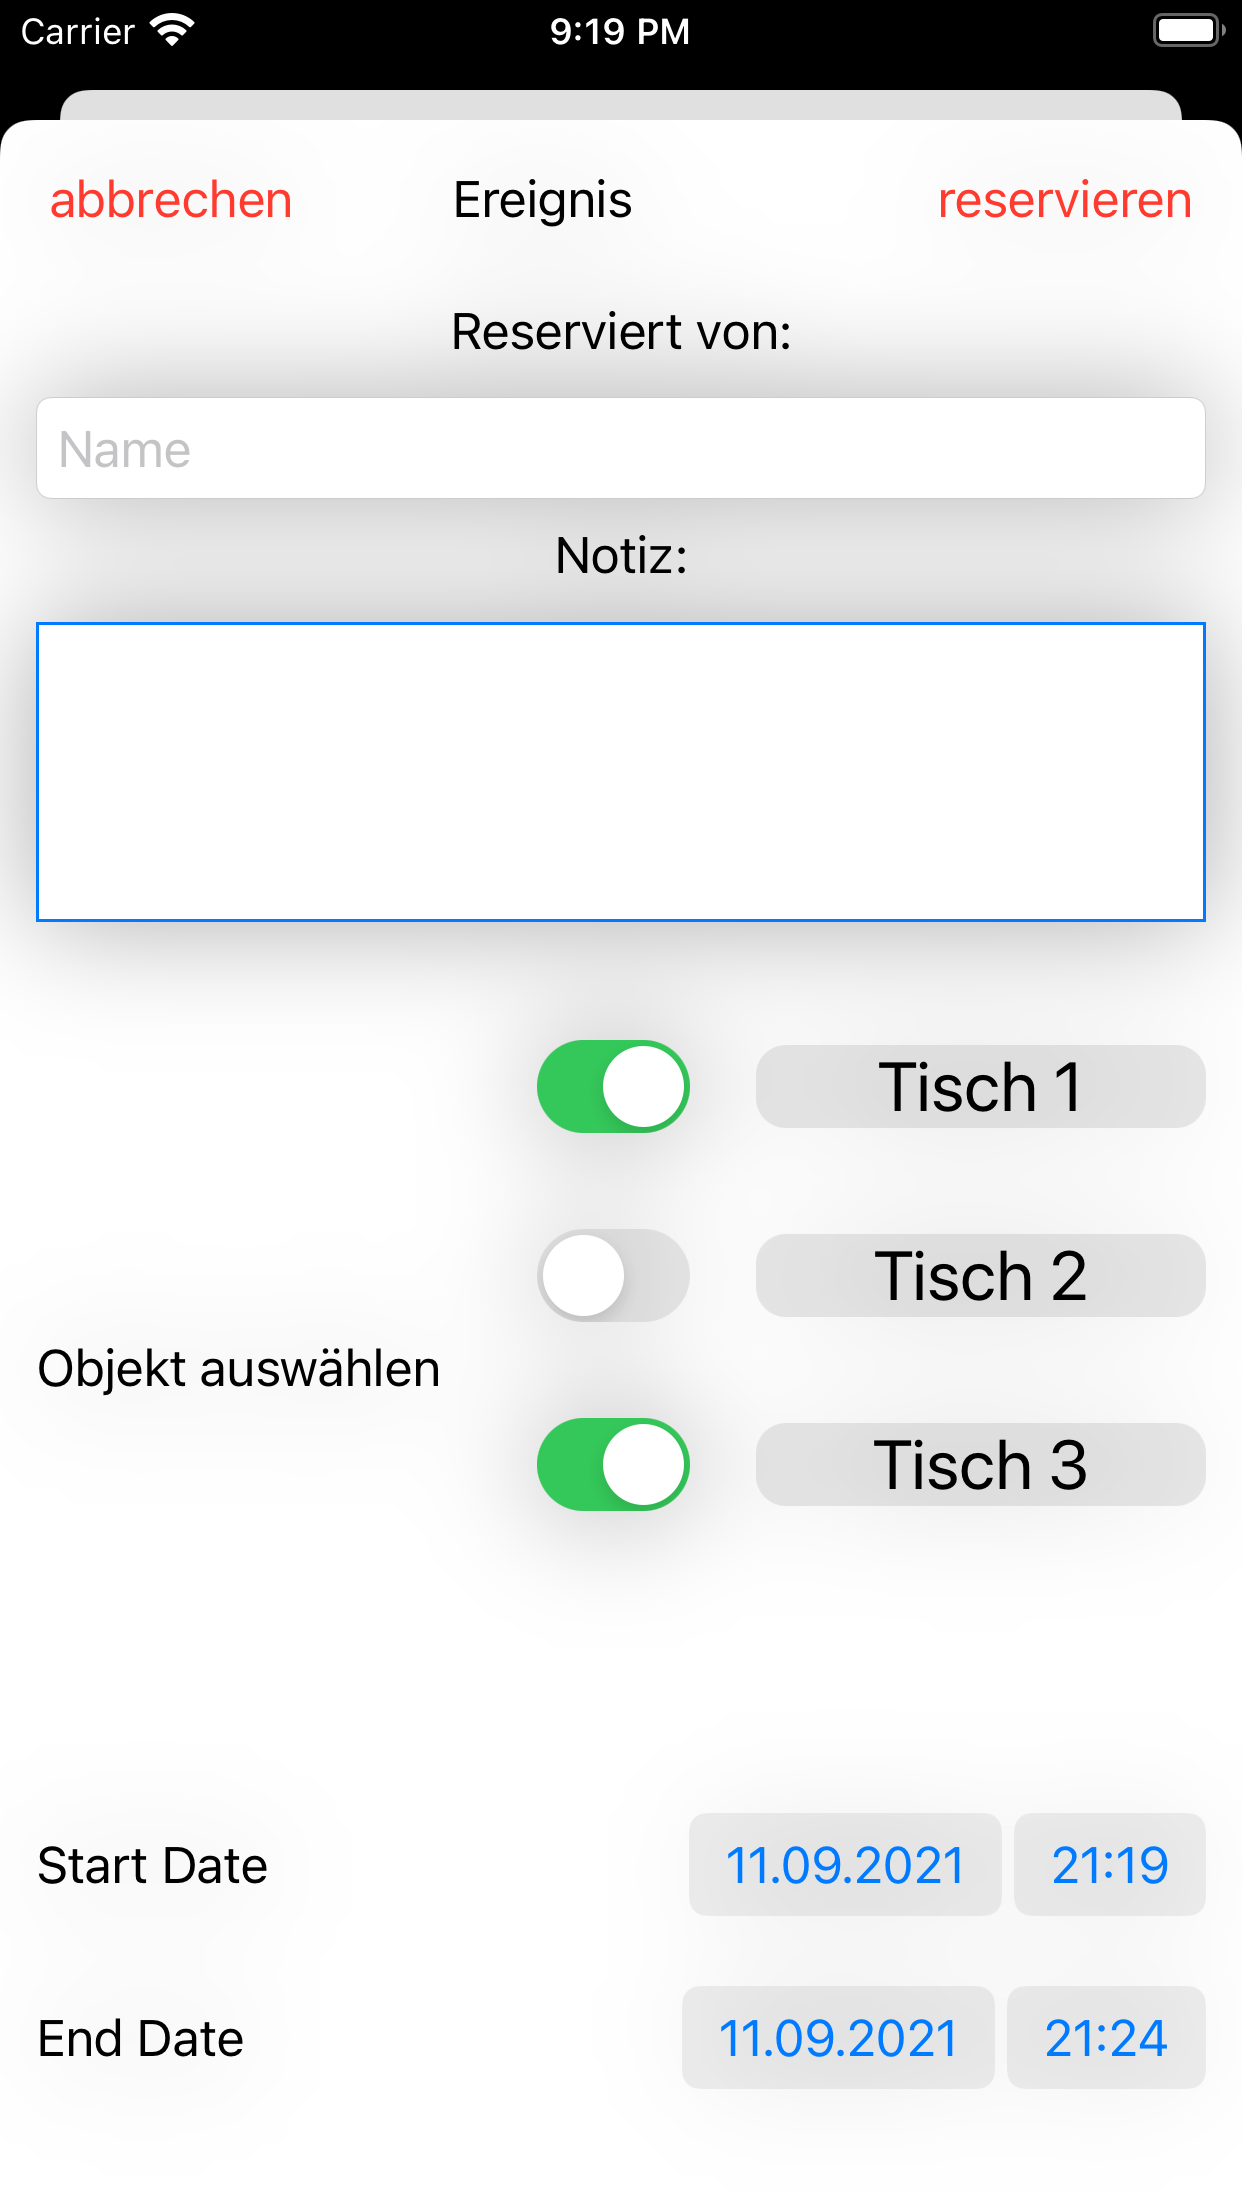 Carrier 9:19 PM
abbrechen Ereignis reservieren
Reserviert von:
Name
Notiz:
Tisch 1
Tisch 2
Objekt auswählen
Tisch 3
Start Date 11.09.2021 21:19
End Date 11.09.2021 21:24